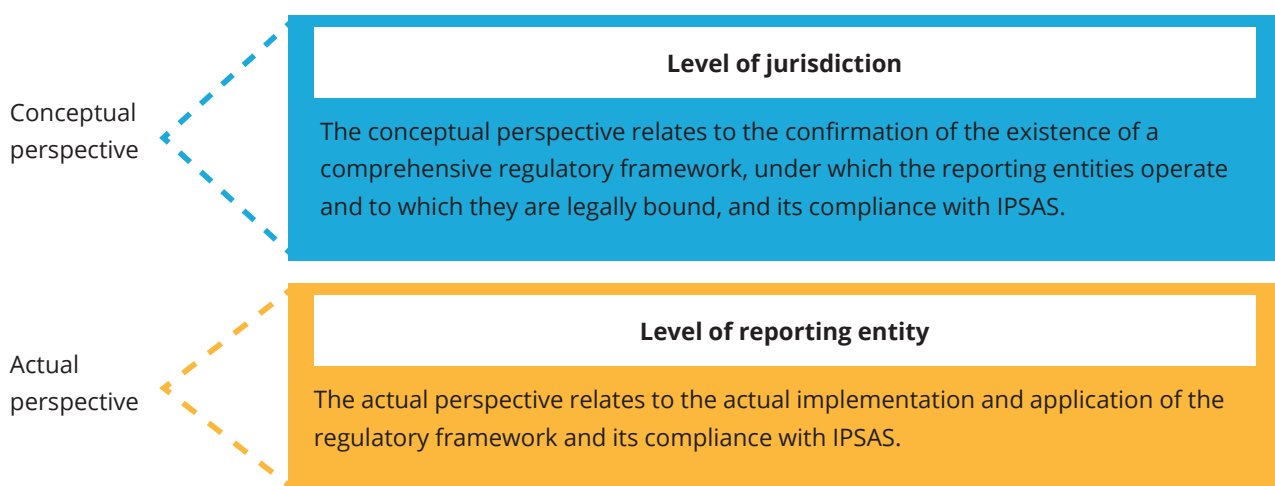 Conceptual
perspective
Level of jurisdiction
The conceptual perspective relates to the confirmation of the existence of a
comprehensive regulatory framework, under which the reporting entities operate
and to which they are legally bound, and its compliance with IPSAS.
Actual
perspective
Level of reporting entity
The actual perspective relates to the actual implementation and application of the
regulatory framework and its compliance with IPSAS.